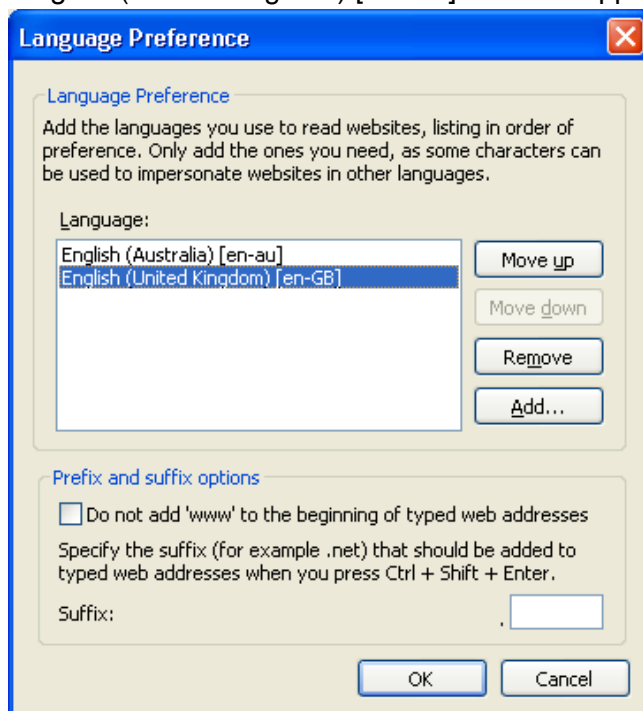 Language Preference
Language Preference
Add the languages you use to read websites, listing in order of
preference. Only add the ones you need, as some characters can
be used to impersonate websites in other languages.
Language:
English (Australia) [en-au]
English (United Kingdom) [en-GB]
Move up
Move down
Remove
Add...
Prefix and suffix options
Do not add 'www' to the beginning of typed web addresses
Specify the suffix (for example .net) that should be added to
typed web addresses when you press Ctrl + Shift + Enter.
Suffix: .
OK Cancel